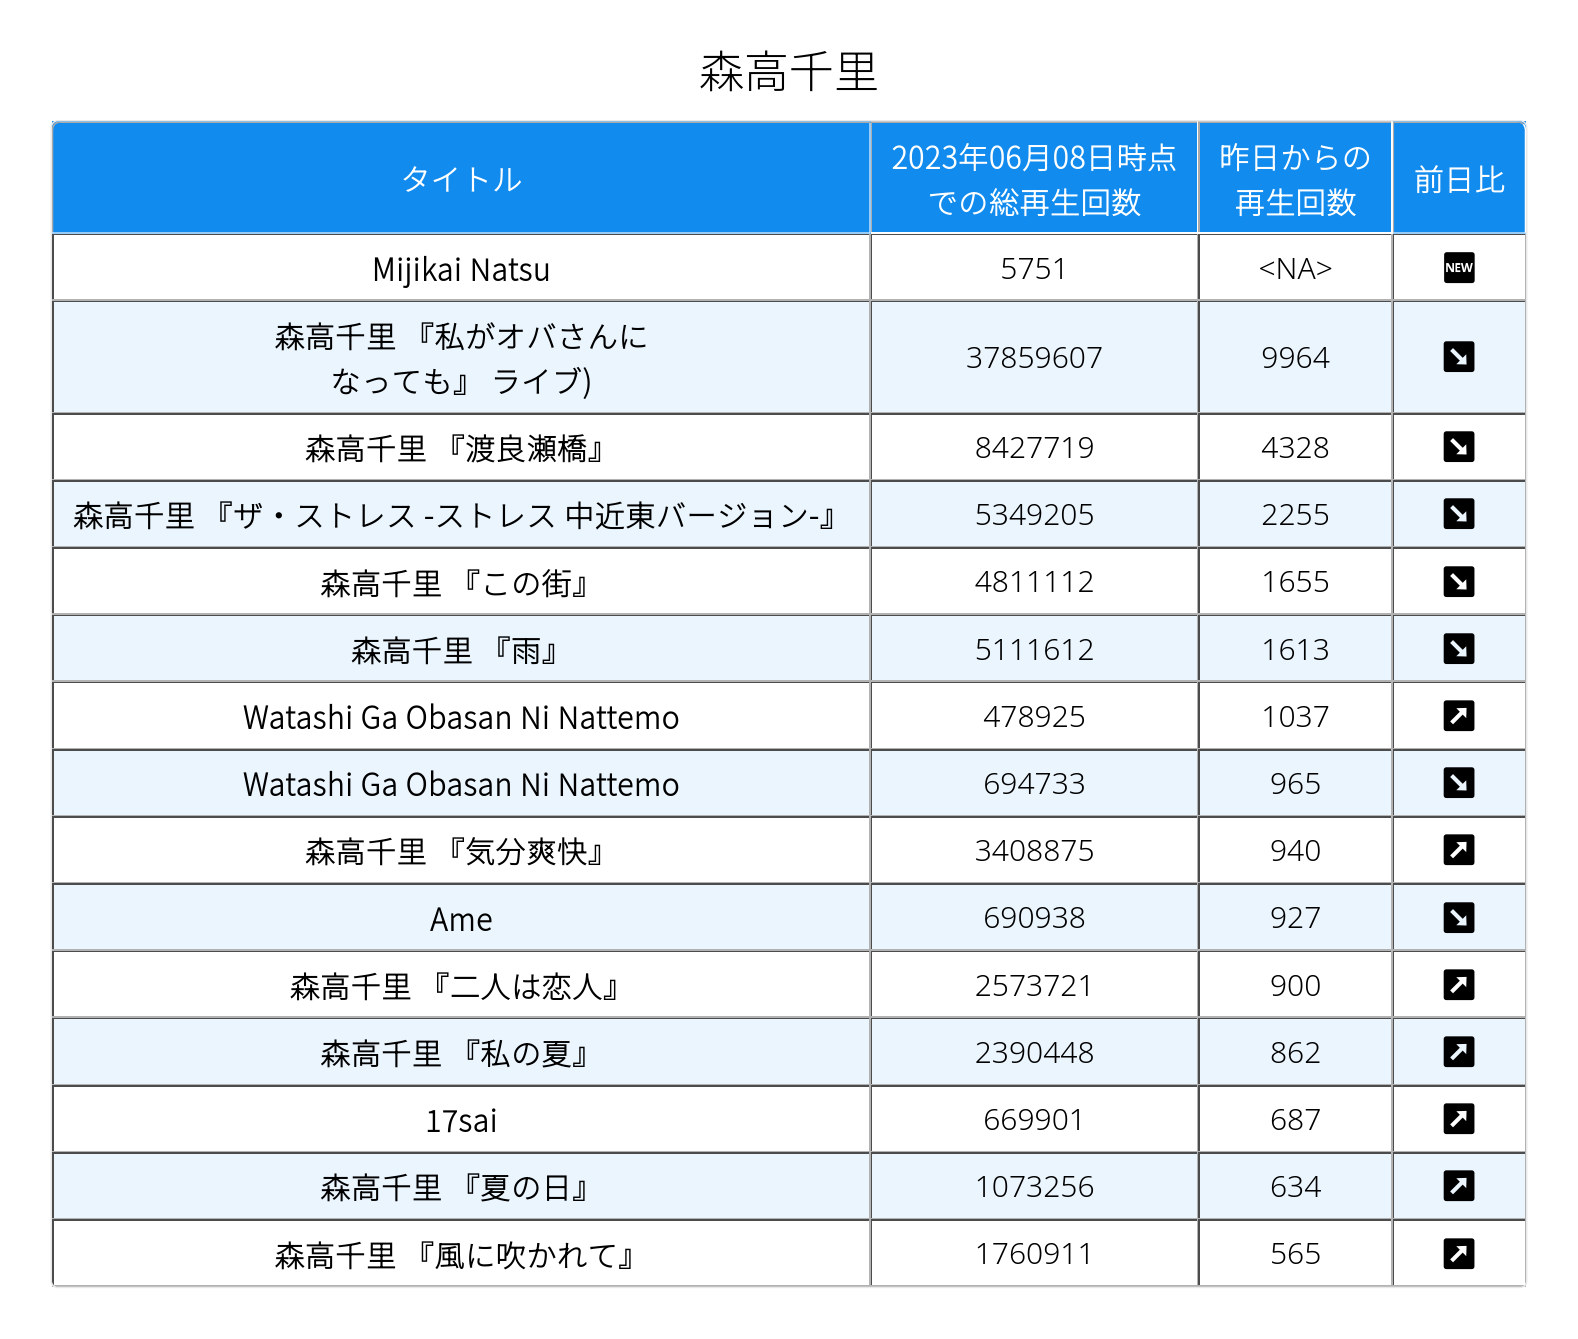 森高千里
タイトル
2023年06月08日時点
での総再生回数
昨日からの
再生回数
前日比
Mijikai Natsu 5751 <NA> NEW
森高千里 『私がオバさんに
なっても』 ライブ) 37859607 9964
森高千里 『渡良瀬橋』 8427719 4328
森高千里 『ザ・ストレス -ストレス 中近東バージョン-』 5349205 2255
森高千里 『この街』 4811112 1655
森高千里 『雨』 5111612 1613
Watashi Ga Obasan Ni Nattemo 478925 1037
Watashi Ga Obasan Ni Nattemo 694733 965
森高千里 『気分爽快』 3408875 940
Ame 690938 927
森高千里 『二人は恋人』 2573721 900
森高千里 『私の夏』 2390448 862
17sai 669901 687
森高千里 『夏の日』 1073256 634
森高千里 『風に吹かれて』 1760911 565